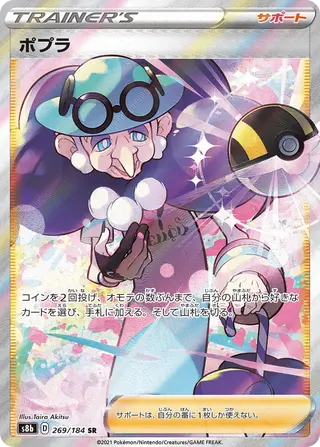 TRAINER'S サポート
ポプラ
コインを2回投げ、オモテの数ぶんまで、自分の山札から好きな
カードを選び、手札に加える。そして山札を切る。
Illus.Taira Akitsu
サポートは、自分の番に1枚しか使えない。
s8b D 269/184 SR
©2021 Pokémon/Nintendo/Creatures/GAME FREAK.